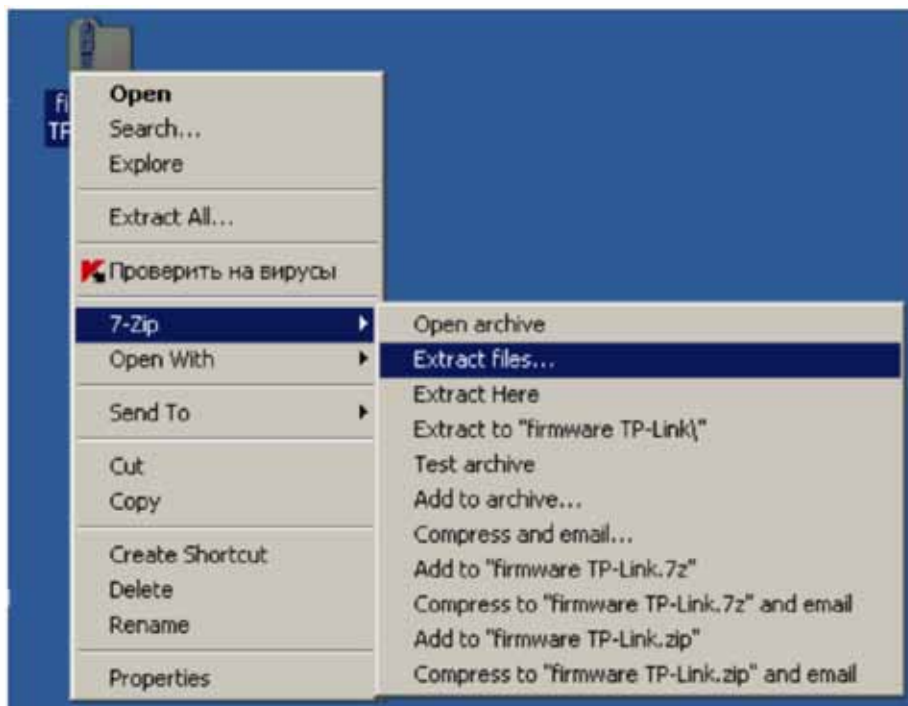 Open
Search...
Explore
Extract All...
Проверить на вирусы
7-Zip
Open With
Send To
Cut
Copy
Create Shortcut
Delete
Rename
Properties
Open archive
Extract files...
Extract Here
Extract to "firmware TP-Link\"
Test archive
Add to archive...
Compress and email...
Add to "firmware TP-Link.7z"
Compress to "firmware TP-Link.7z" and email
Add to "firmware TP-Link.zip"
Compress to "firmware TP-Link.zip" and email